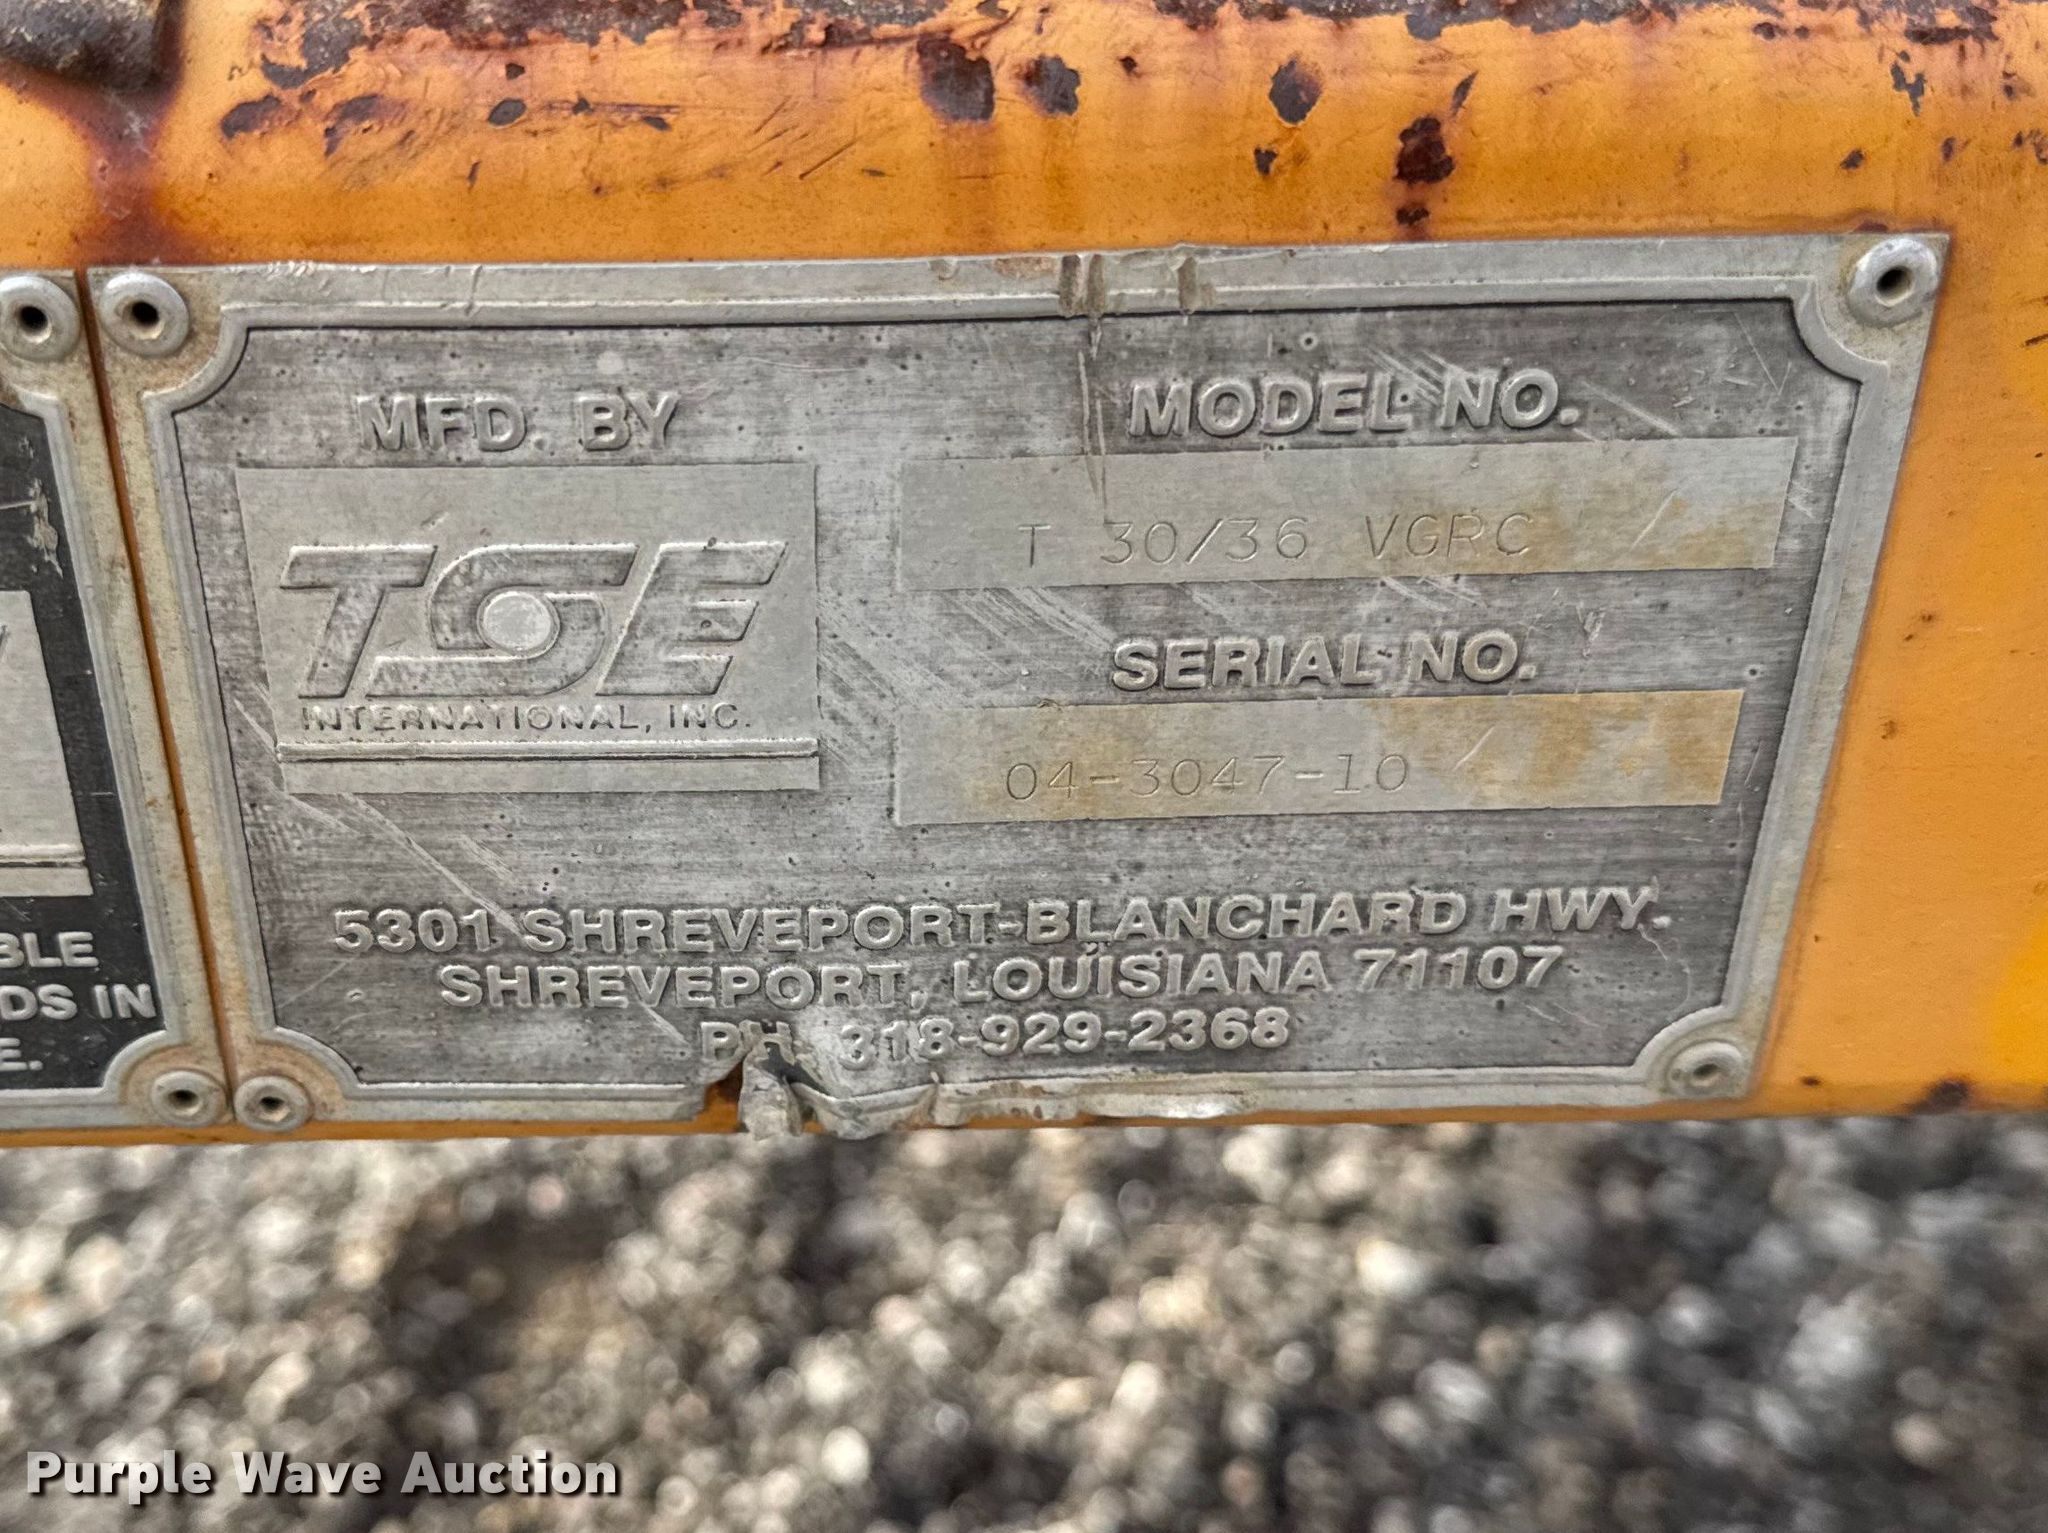 MFD. BY
TSE
INTERNATIONAL, INC.
MODEL NO.
T 30/36 VGRC
SERIAL NO.
04-3047-10
5301 SHREVEPORT-BLANCHARD HWY.
SHREVEPORT, LOUISIANA 71107
PH. 318-929-2368
BLE
DS IN
E.
Purple Wave Auction